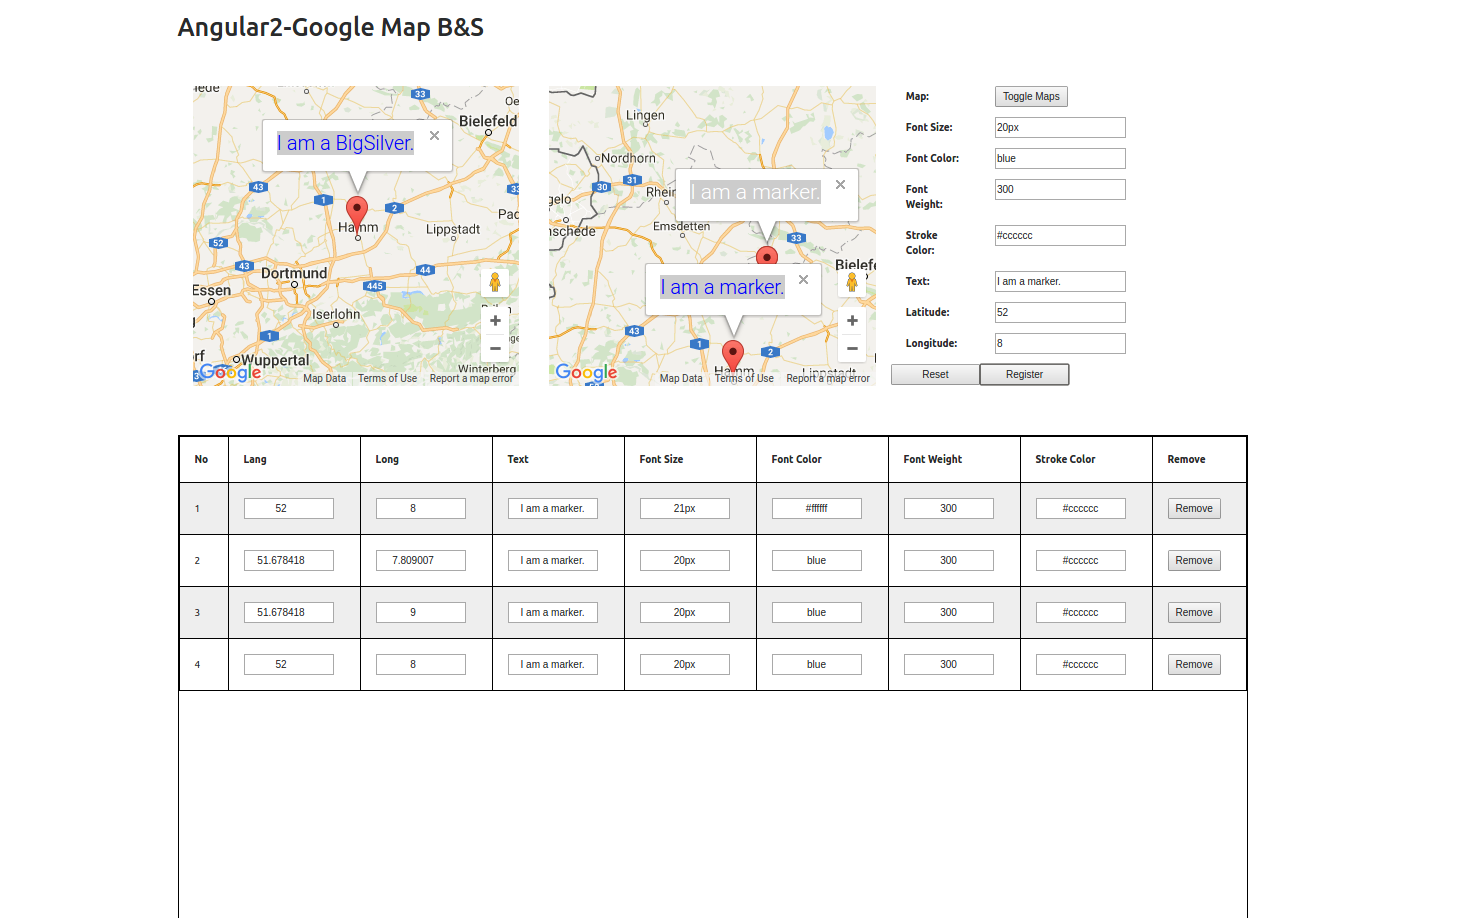 Angular2-Google Map B&S
33
Bielefeld
I am a BigSilver.
43
1
2
33
Hamm
Lippstadt
52
43
Dortmund
44
445
Essen
Iserlohn
1
Wuppertal
Winterberg
Google
Map Data
Terms of Use
Report a map error
Lingen
Nordhorn
31
30
I am a marker.
Emsdetten
33
I am a marker.
43
1
2
Hamm
Lippstadt
Google
Map Data
Terms of Use
Report a map error
Map: Toggle Maps
Font Size: 20px
Font Color: blue
Font 300
Weight:
Stroke #cccccc
Color:
Text: I am a marker.
Latitude: 52
Longitude: 8
Reset Register
No Lang Long Text Font Size Font Color Font Weight Stroke Color Remove
1 52 8 I am a marker. 21px #ffffff 300 #cccccc Remove
2 51.678418 7.809007 I am a marker. 20px blue 300 #cccccc Remove
3 51.678418 9 I am a marker. 20px blue 300 #cccccc Remove
4 52 8 I am a marker. 20px blue 300 #cccccc Remove